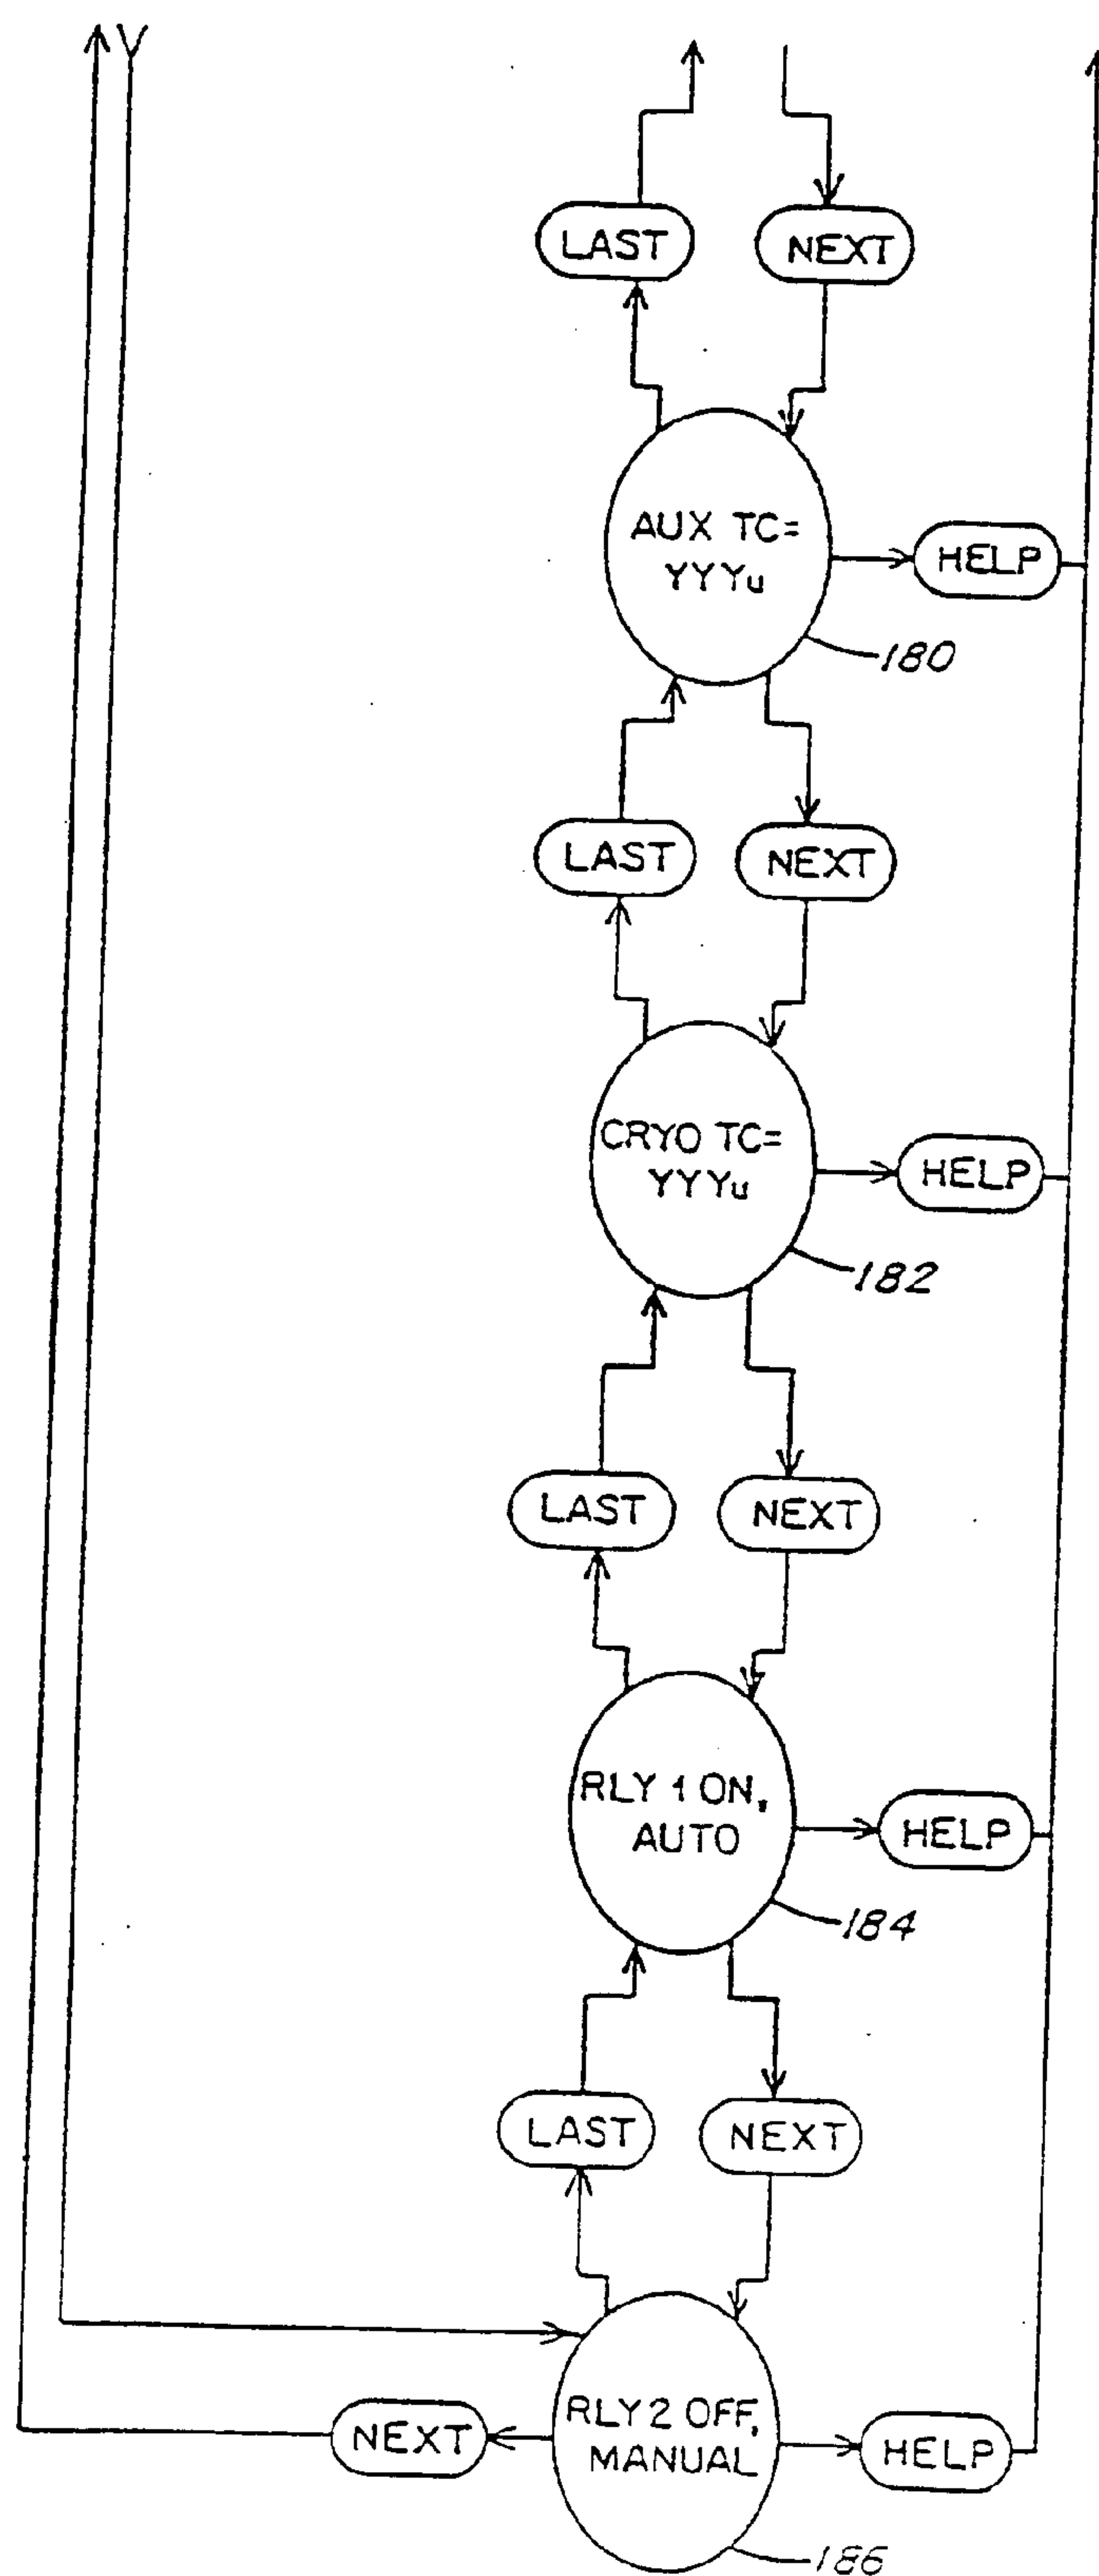 LAST
NEXT
AUX TC=
YYYu
HELP
180
LAST
NEXT
CRYO TC=
YYYu
HELP
182
LAST
NEXT
RLY 1 ON,
AUTO
HELP
184
LAST
NEXT
RLY 2 OFF,
MANUAL
NEXT
HELP
186